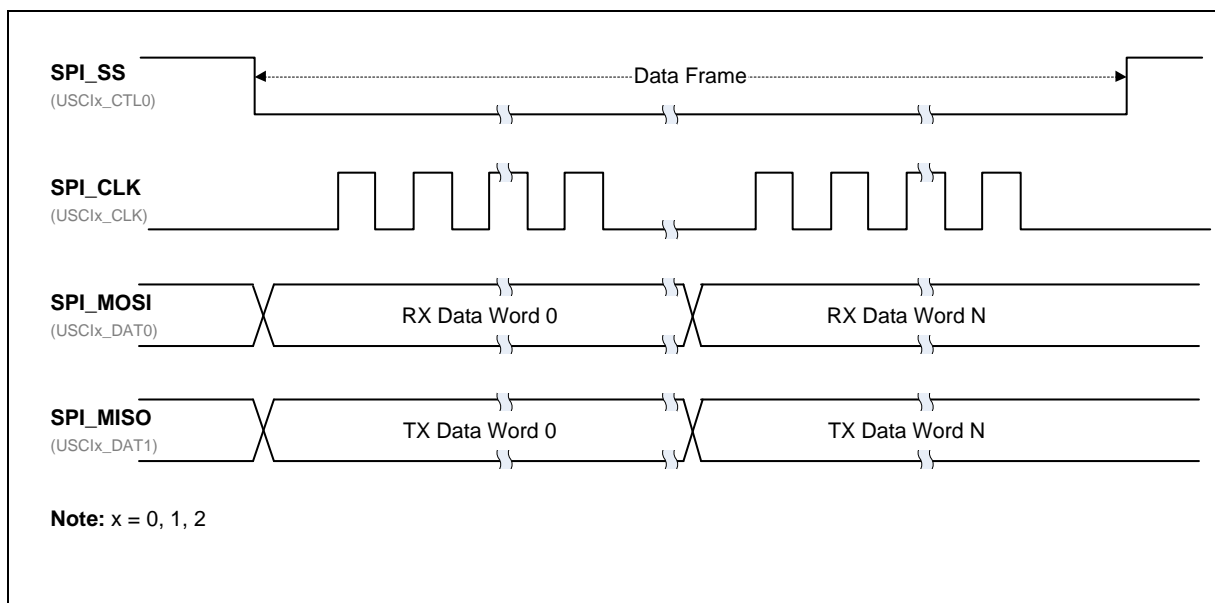 SPI_SS
(USCIx_CTL0)
Data Frame
SPI_CLK
(USCIx_CLK)
SPI_MOSI
(USCIx_DAT0)
RX Data Word 0
RX Data Word N
SPI_MISO
(USCIx_DAT1)
TX Data Word 0
TX Data Word N
Note: x = 0, 1, 2